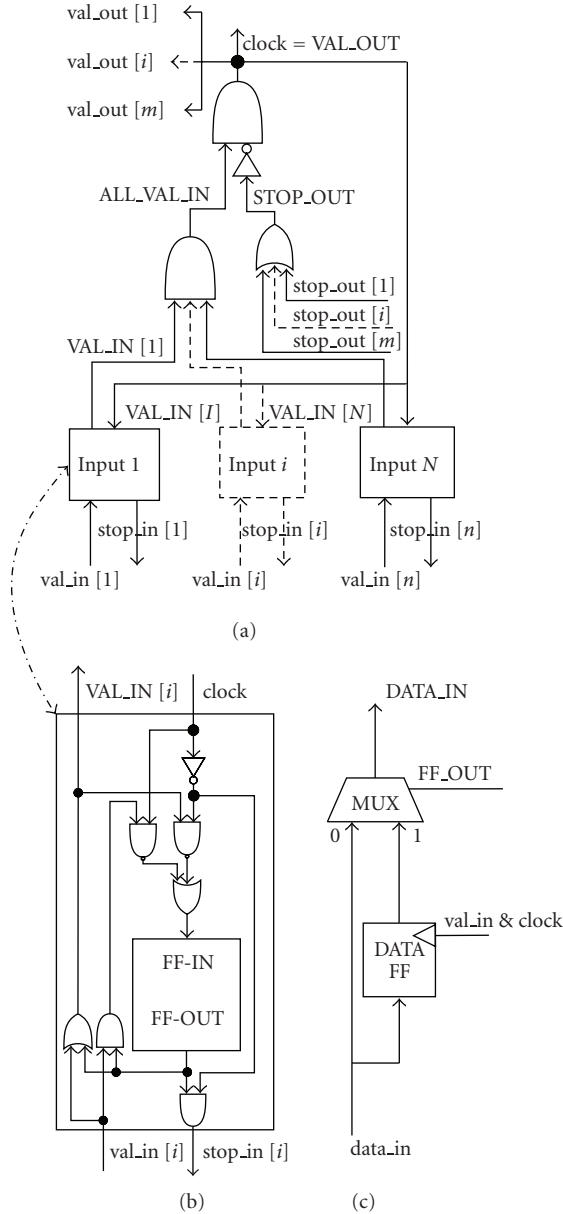 val_out [1]
clock = VAL_OUT
val_out [i]
val_out [m]
ALL_VAL_IN
STOP_OUT
stop_out [1]
stop_out [i]
stop_out [m]
VAL_IN [1]
VAL_IN [I]
VAL_IN [N]
Input 1
Input i
Input N
stop_in [1]
stop_in [i]
stop_in [n]
val_in [1]
val_in [i]
val_in [n]
(a)
VAL_IN [i]
clock
DATA_IN
FF_OUT
MUX
0
1
val_in & clock
DATA
FF
FF-IN
FF-OUT
val_in [i]
stop_in [i]
data_in
(b)
(c)